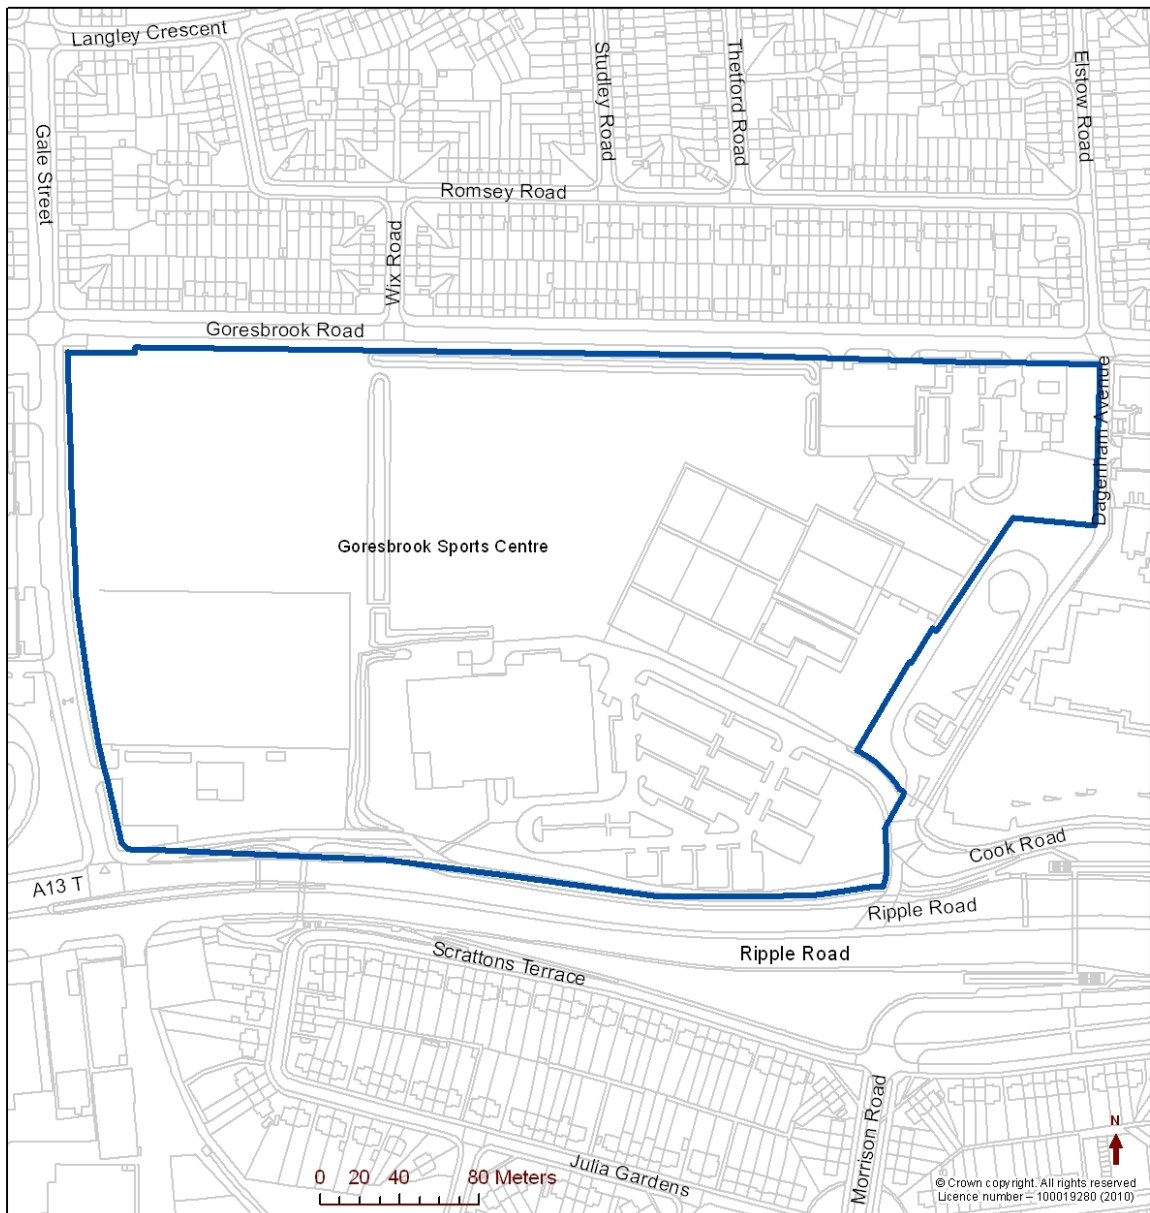 Langley Crescent
Studley Road
Thetford Road
Elstow Road
Gale Street
Romsey Road
Wix Road
Goresbrook Road
Dagenham Avenue
Goresbrook Sports Centre
Cook Road
A13 T
Ripple Road
Ripple Road
Scrattons Terrace
Morrison Road
Julia Gardens
N
0 20 40 80 Meters
© Crown copyright. All rights reserved
Licence number – 100019280 (2010)